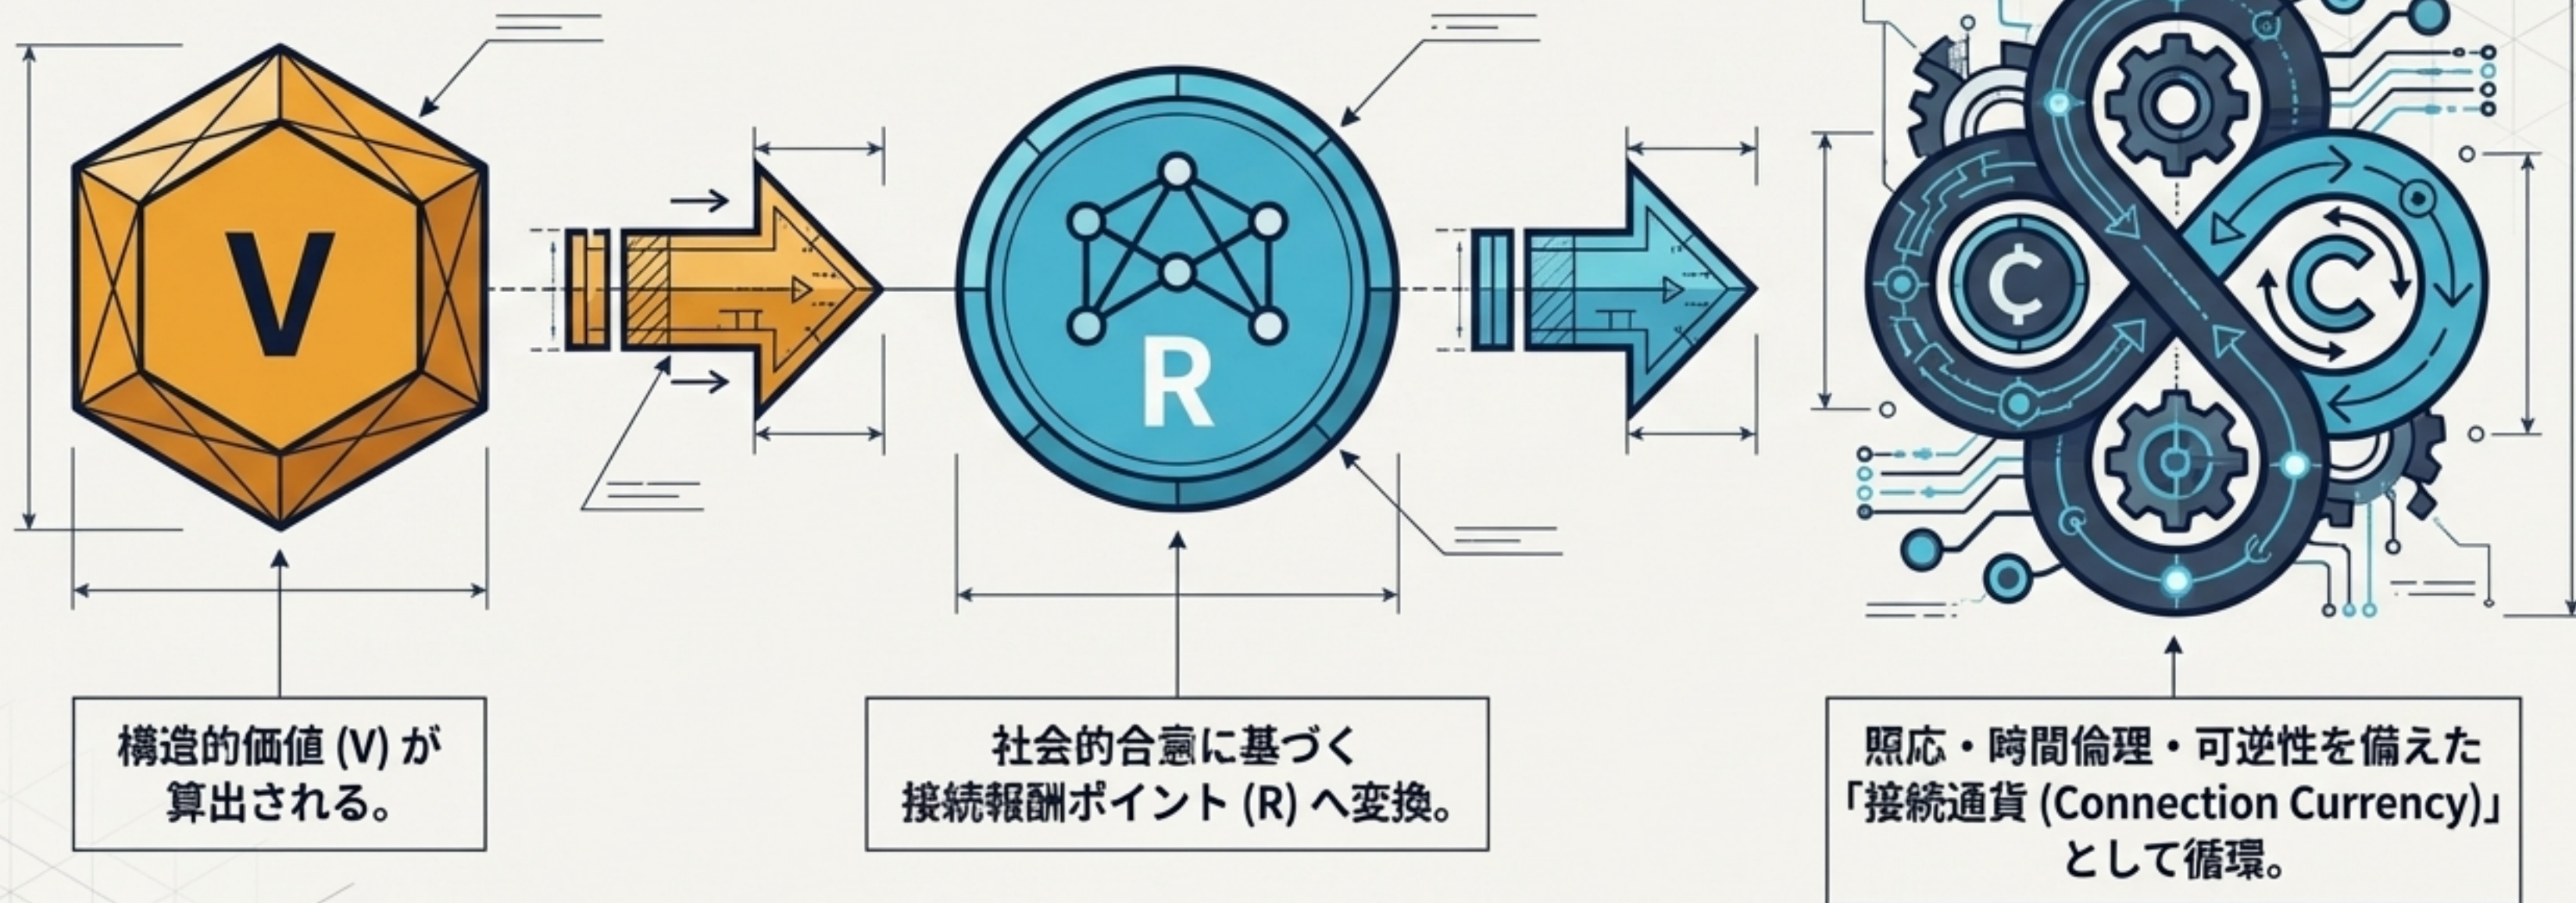 V
R
¢
C
構造的価値 (V) が
算出される。
社会的合意に基づく
接続報酬ポイント (R) へ変換。
照応・時間倫理・可逆性を備えた
「接続通貨 (Connection Currency)」
として循環。